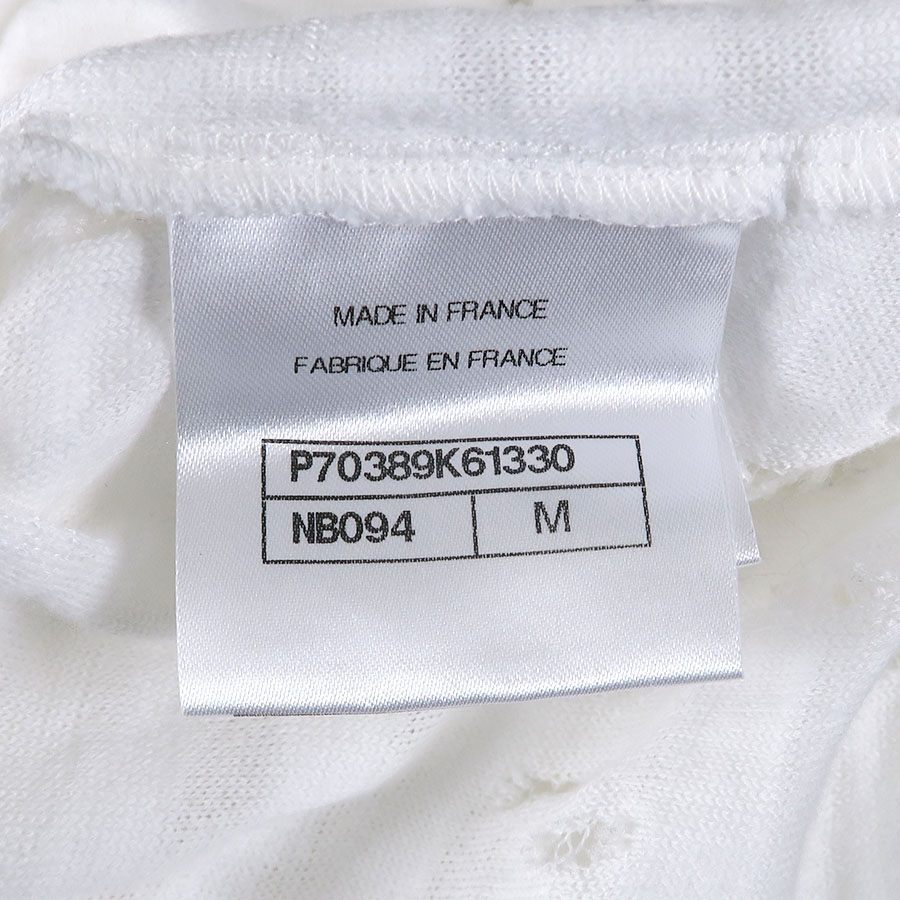 MADE IN FRANCE
FABRIQUE EN FRANCE
P70389K61330
NB094 M